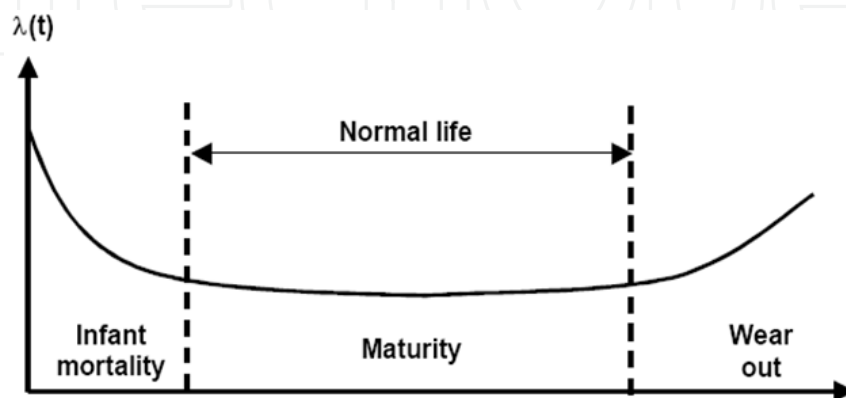 λ(t)
Normal life
Infant
mortality
Maturity
Wear
out